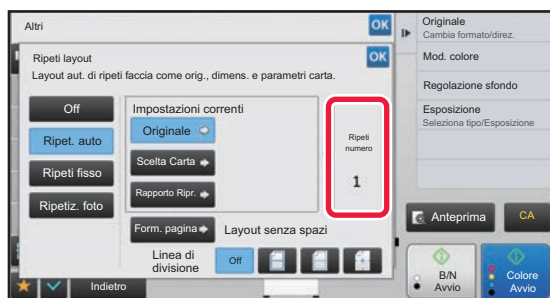 Altri
OK
Ripeti layout
OK
Layout aut. di ripeti faccia come orig., dimens. e parametri carta.
Off
Ripet. auto
Ripeti fisso
Ripetiz. foto
Impostazioni correnti
Originale
Scelta Carta
Rapporto Ripr.
Form. pagina
Layout senza spazi
Linea di
divisione
Off
Ripeti
numero
1
Indietro
Originale
Cambia formato/direz.
Mod. colore
Regolazione sfondo
Esposizione
Seleziona tipo/Esposizione
Anteprima
CA
B/N
Avvio
Colore
Avvio